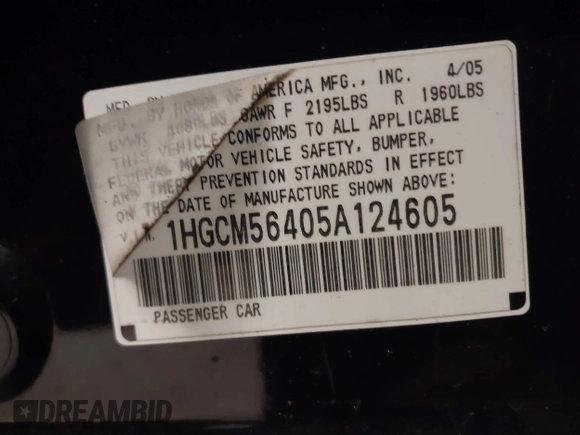 MFD. BY HONDA OF AMERICA MFG., INC. 4/05
GVWR 4080LBS GAWR F 2195LBS R 1960LBS
THIS VEHICLE CONFORMS TO ALL APPLICABLE
FEDERAL MOTOR VEHICLE SAFETY, BUMPER,
AND THEFT PREVENTION STANDARDS IN EFFECT
ON THE DATE OF MANUFACTURE SHOWN ABOVE:
V.I.N. 1HGCM56405A124605
PASSENGER CAR
DREAMBID